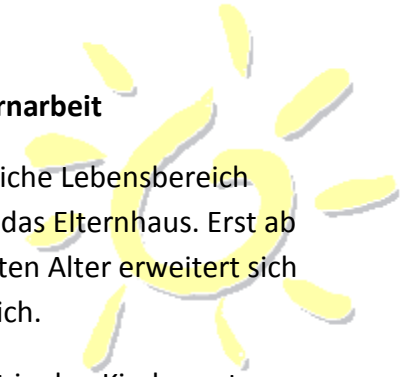 rnarbeit
iche Lebensbereich
das Elternhaus. Erst ab
ten Alter erweitert sich
ich.